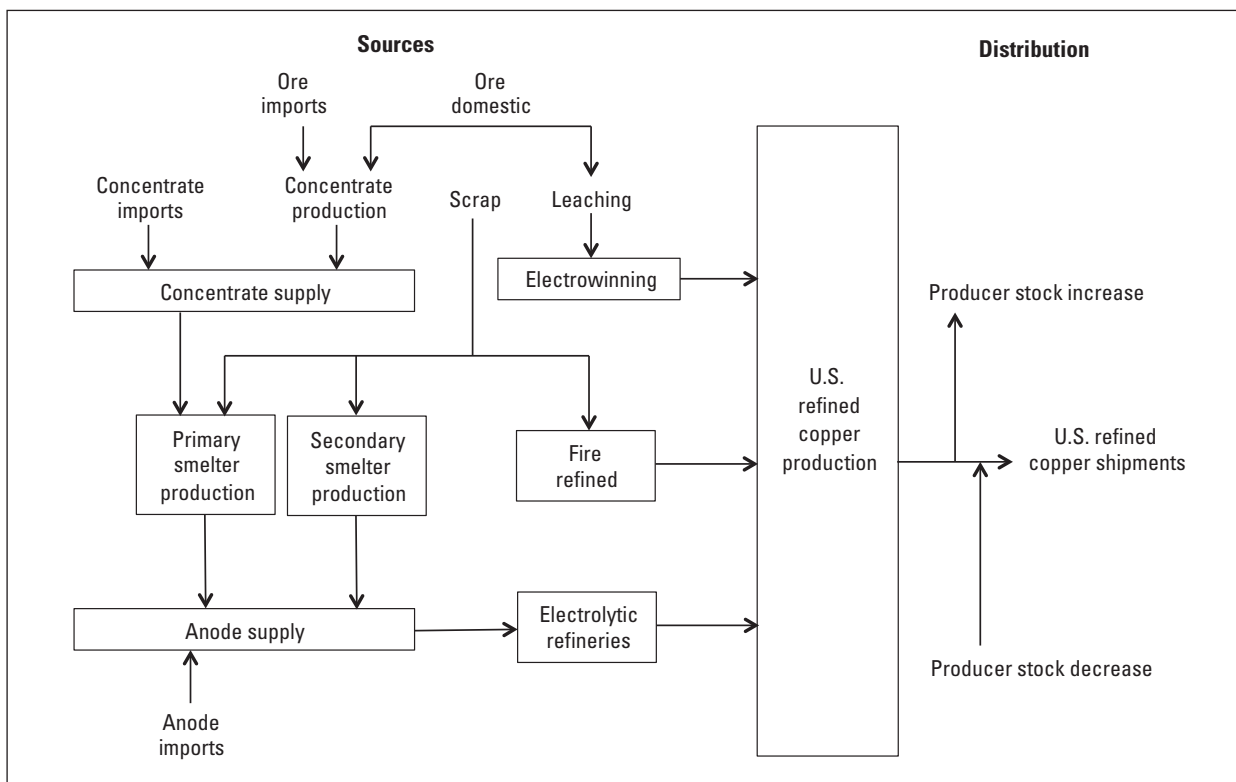 Sources
Distribution
Ore
imports
Ore
domestic
Concentrate
imports
Concentrate
production
Scrap
Leaching
Concentrate supply
Electrowinning
Primary
smelter
production
Secondary
smelter
production
Fire
refined
Anode supply
Electrolytic
refineries
Anode
imports
U.S.
refined
copper
production
Producer stock increase
U.S. refined
copper shipments
Producer stock decrease